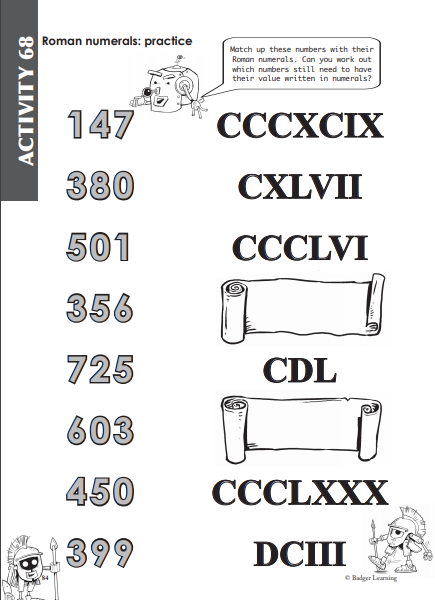 ACTIVITY 68
Roman numerals: practice
Match up these numbers with their
Roman numerals. Can you work out
which numbers still need to have
their value written in numerals?
147 CCCXCIX
380 CXLVII
501 CCCLVI
356
725 CDL
603
450 CCCLXXX
399 DCIII
84
© Badger Learning